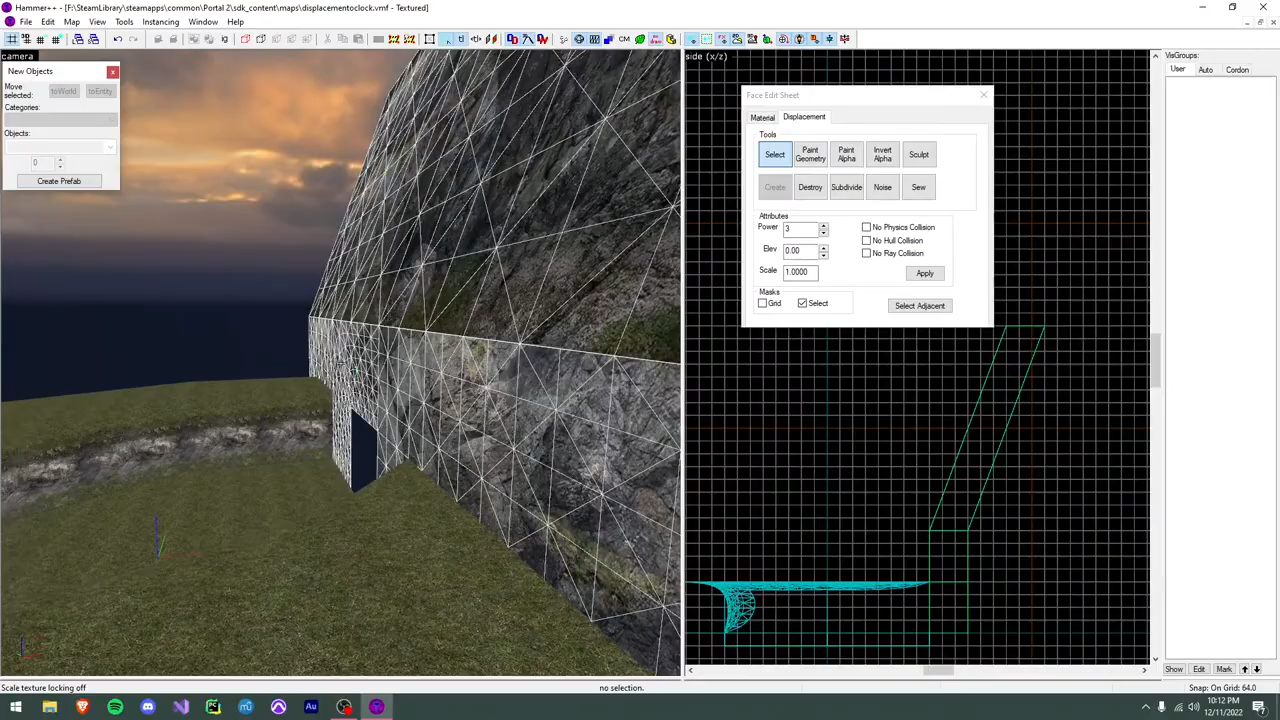 Hammer++ - [F:\SteamLibrary\steamapps\common\Portal 2\sdk_content\maps\displacementoclock.vmf - Textured]
File Edit Map View Tools Instancing Window Help
CM
camera
side (x/z)
New Objects
x
Move selected:
toWorld
toEntity
Categories:
Objects:
0
Create Prefab
Face Edit Sheet
Material
Displacement
Tools
Select
Paint Geometry
Paint Alpha
Invert Alpha
Sculpt
Create
Destroy
Subdivide
Noise
Sew
Attributes
Power 3
Elev 0.00
Scale 1.0000
No Physics Collision
No Hull Collision
No Ray Collision
Apply
Masks
Grid
Select
Select Adjacent
VisGroups:
User
Auto
Cordon
Show
Edit
Mark
Scale texture locking off
no selection.
Snap: On Grid: 64.0
Au
10:12 PM
12/11/2022
7